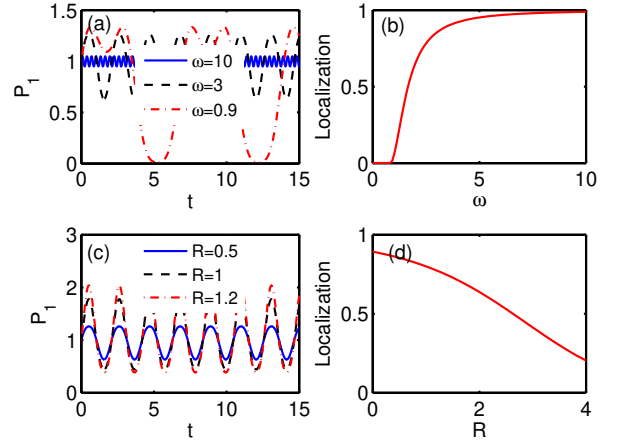 (a)
1.5
1
0.5
0
P1
ω=10
ω=3
ω=0.9
0 5 10 15
t
(b)
1
0.5
0
Localization
0 5 10
ω
(c)
3
2
1
0
P1
R=0.5
R=1
R=1.2
0 5 10 15
t
(d)
1
0.5
0
Localization
0 2 4
R